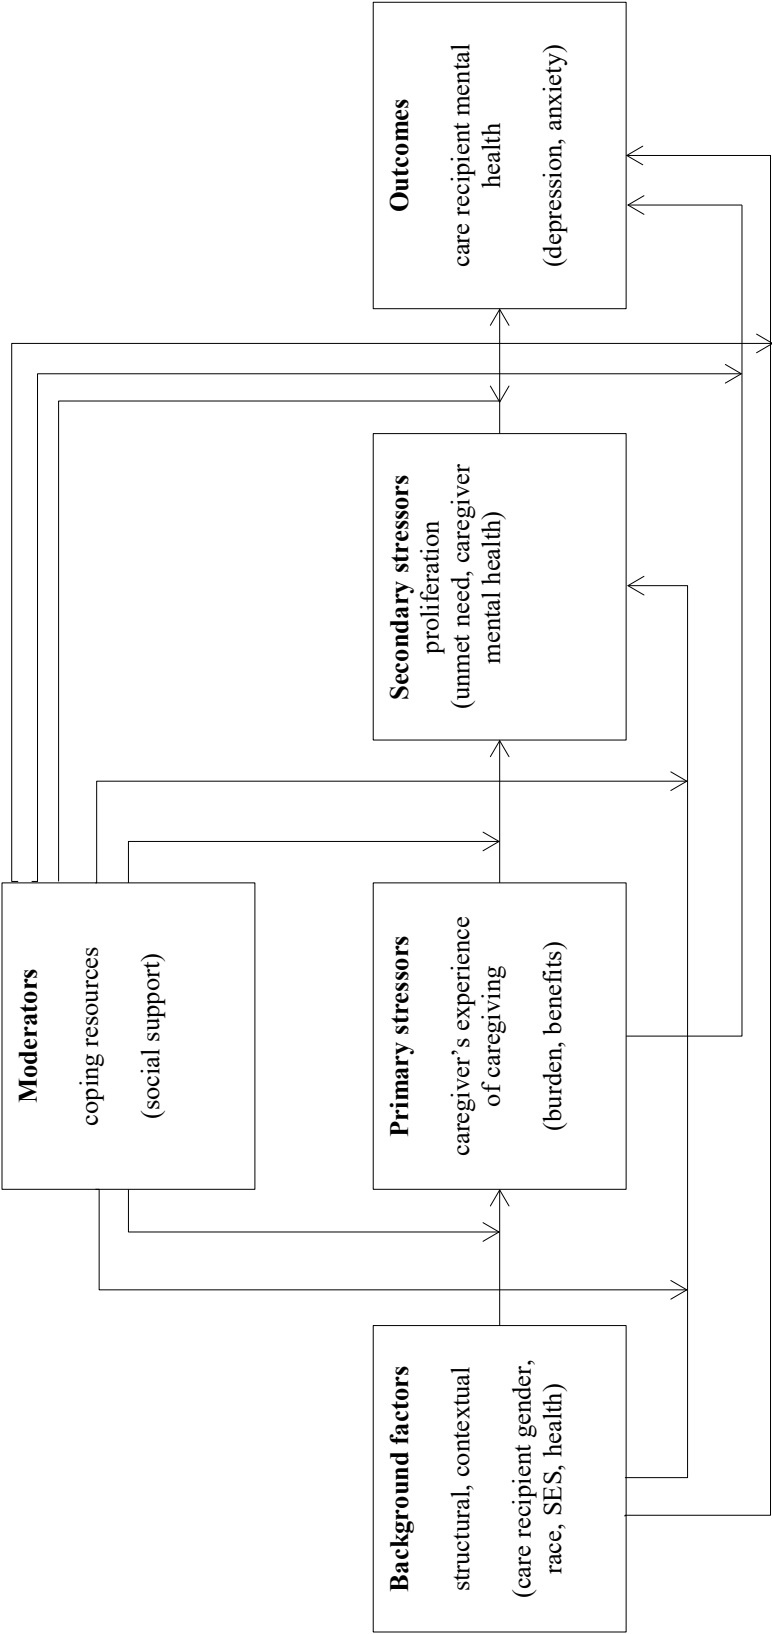 Moderators
coping resources
(social support)
Background factors
structural, contextual
(care recipient gender,
race, SES, health)
Primary stressors
caregiver’s experience
of caregiving
(burden, benefits)
Secondary stressors
proliferation
(unmet need, caregiver
mental health)
Outcomes
care recipient mental
health
(depression, anxiety)